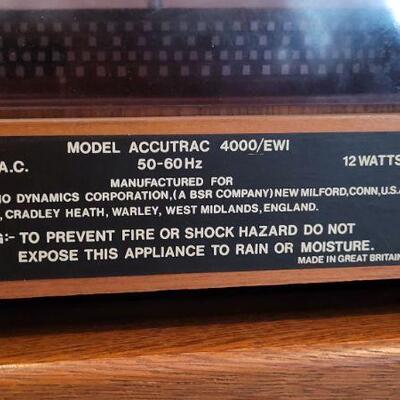 MODEL ACCUTRAC 4000/EWI
A.C. 50-60Hz 12 WATTS
MANUFACTURED FOR
DYNAMICS CORPORATION,(A BSR COMPANY) NEW MILFORD,CONN,U.S.A
, CRADLEY HEATH, WARLEY, WEST MIDLANDS, ENGLAND.
G:- TO PREVENT FIRE OR SHOCK HAZARD DO NOT
EXPOSE THIS APPLIANCE TO RAIN OR MOISTURE.
MADE IN GREAT BRITAIN